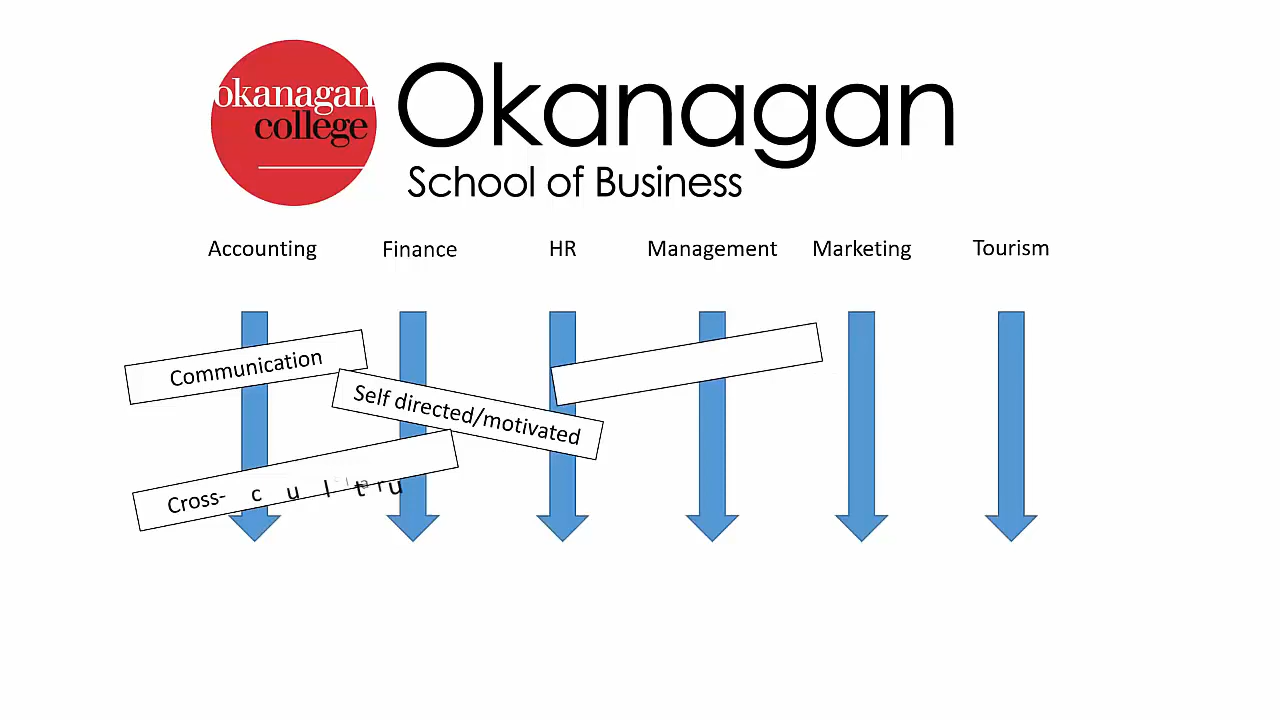 okanagan
college
Okanagan
School of Business
Accounting Finance HR Management Marketing Tourism
Communication
Self directed/motivated
Cross-